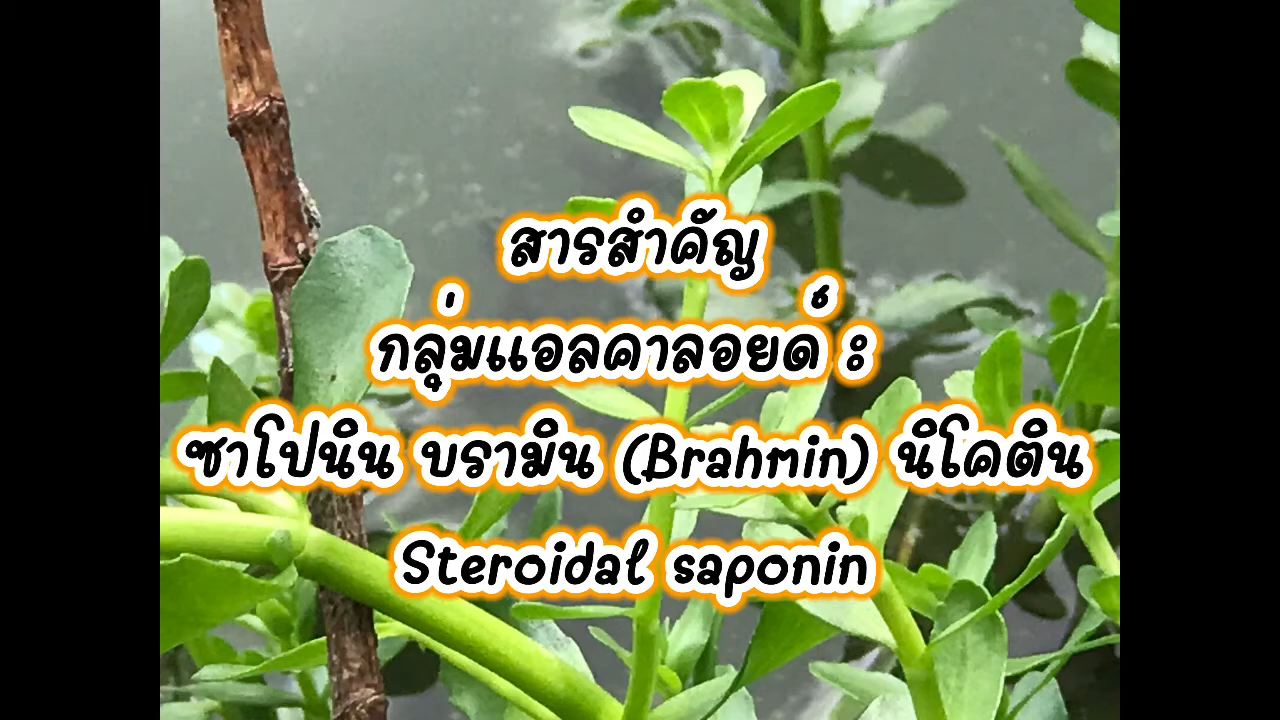 สารสำคัญ
กลุ่มแอลคาลอยด์ :
ซาโปนิน บรามิน (Brahmin) นิโคติน
Steroidal saponin